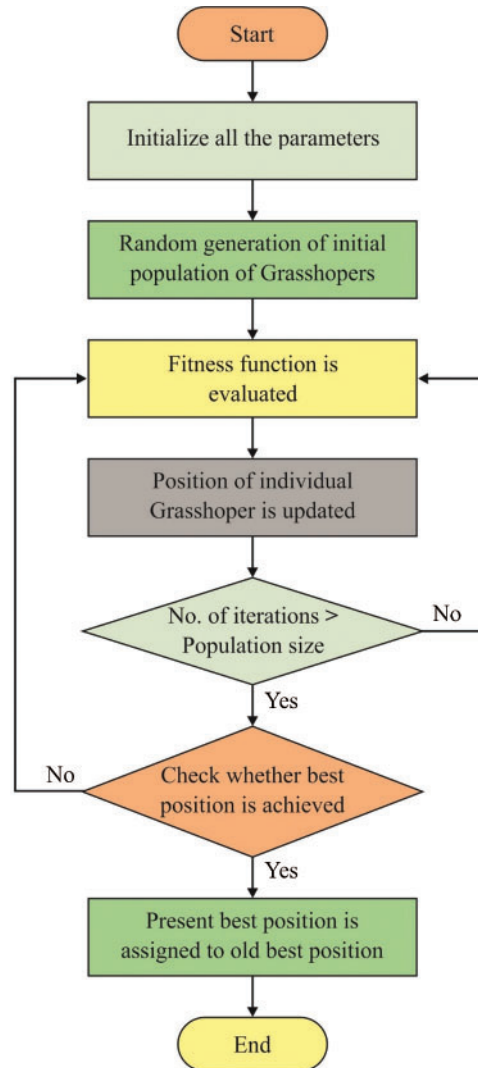 Start
Initialize all the parameters
Random generation of initial
population of Grasshopers
Fitness function is
evaluated
Position of individual
Grasshoper is updated
No. of iterations >
Population size
No
Yes
No
Check whether best
position is achieved
Yes
Present best position is
assigned to old best position
End